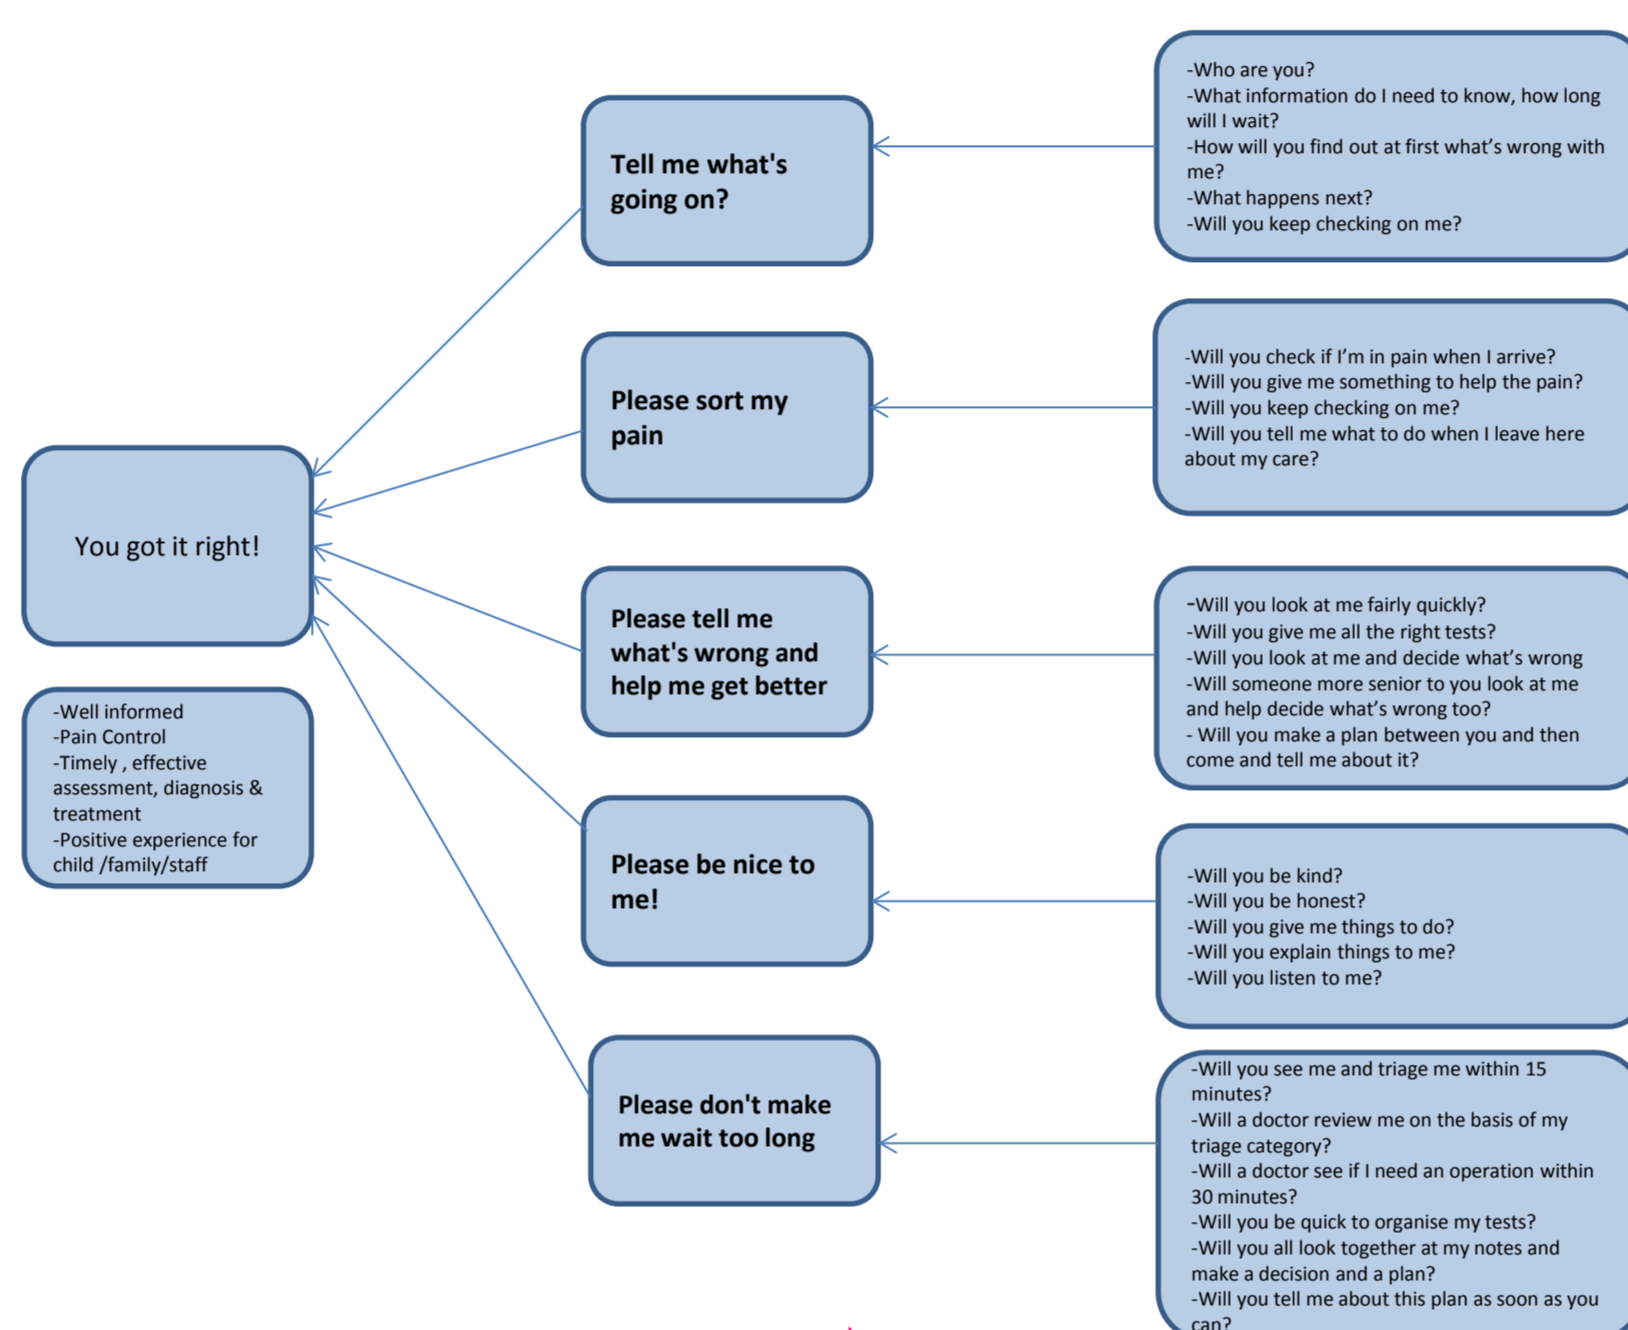 You got it right!
-Well informed
-Pain Control
-Timely , effective
assessment, diagnosis &
treatment
-Positive experience for
child /family/staff
Tell me what's
going on?
Please sort my
pain
Please tell me
what's wrong and
help me get better
Please be nice to
me!
Please don't make
me wait too long
-Who are you?
-What information do I need to know, how long
will I wait?
-How will you find out at first what’s wrong with
me?
-What happens next?
-Will you keep checking on me?
-Will you check if I’m in pain when I arrive?
-Will you give me something to help the pain?
-Will you keep checking on me?
-Will you tell me what to do when I leave here
about my care?
-Will you look at me fairly quickly?
-Will you give me all the right tests?
-Will you look at me and decide what’s wrong
-Will someone more senior to you look at me
and help decide what’s wrong too?
- Will you make a plan between you and then
come and tell me about it?
-Will you be kind?
-Will you be honest?
-Will you give me things to do?
-Will you explain things to me?
-Will you listen to me?
-Will you see me and triage me within 15
minutes?
-Will a doctor review me on the basis of my
triage category?
-Will a doctor see if I need an operation within
30 minutes?
-Will you be quick to organise my tests?
-Will you all look together at my notes and
make a decision and a plan?
-Will you tell me about this plan as soon as you
can?